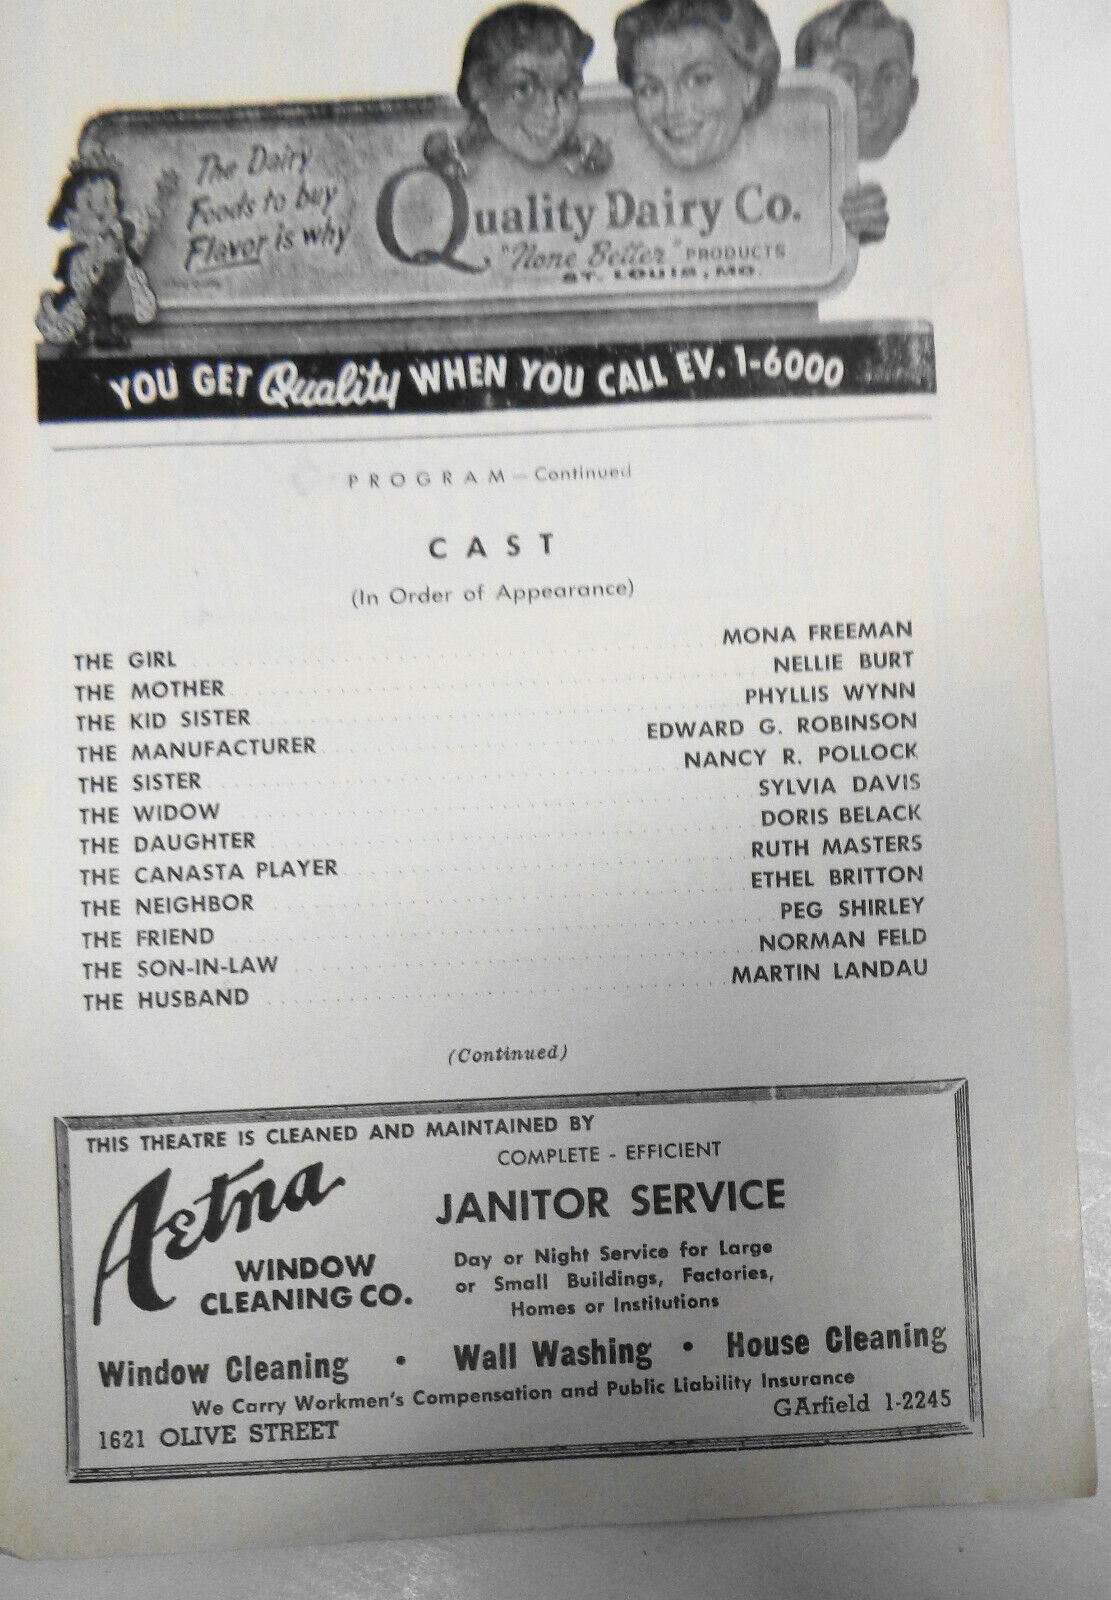 The Dairy
Foods to buy
Flavor is why
Quality Dairy Co.
"None Better" PRODUCTS
ST. LOUIS, MO.
YOU GET Quality WHEN YOU CALL EV. 1-6000
PROGRAM—Continued
CAST
(In Order of Appearance)
THE GIRL MONA FREEMAN
THE MOTHER NELLIE BURT
THE KID SISTER PHYLLIS WYNN
THE MANUFACTURER EDWARD G. ROBINSON
THE SISTER NANCY R. POLLOCK
THE WIDOW SYLVIA DAVIS
THE DAUGHTER DORIS BELACK
THE CANASTA PLAYER RUTH MASTERS
THE NEIGHBOR ETHEL BRITTON
THE FRIEND PEG SHIRLEY
THE SON-IN-LAW NORMAN FELD
THE HUSBAND MARTIN LANDAU
(Continued)
THIS THEATRE IS CLEANED AND MAINTAINED BY
Aetna
WINDOW
CLEANING CO.
COMPLETE - EFFICIENT
JANITOR SERVICE
Day or Night Service for Large
or Small Buildings, Factories,
Homes or Institutions
Window Cleaning • Wall Washing • House Cleaning
We Carry Workmen's Compensation and Public Liability Insurance
1621 OLIVE STREET GArfield 1-2245